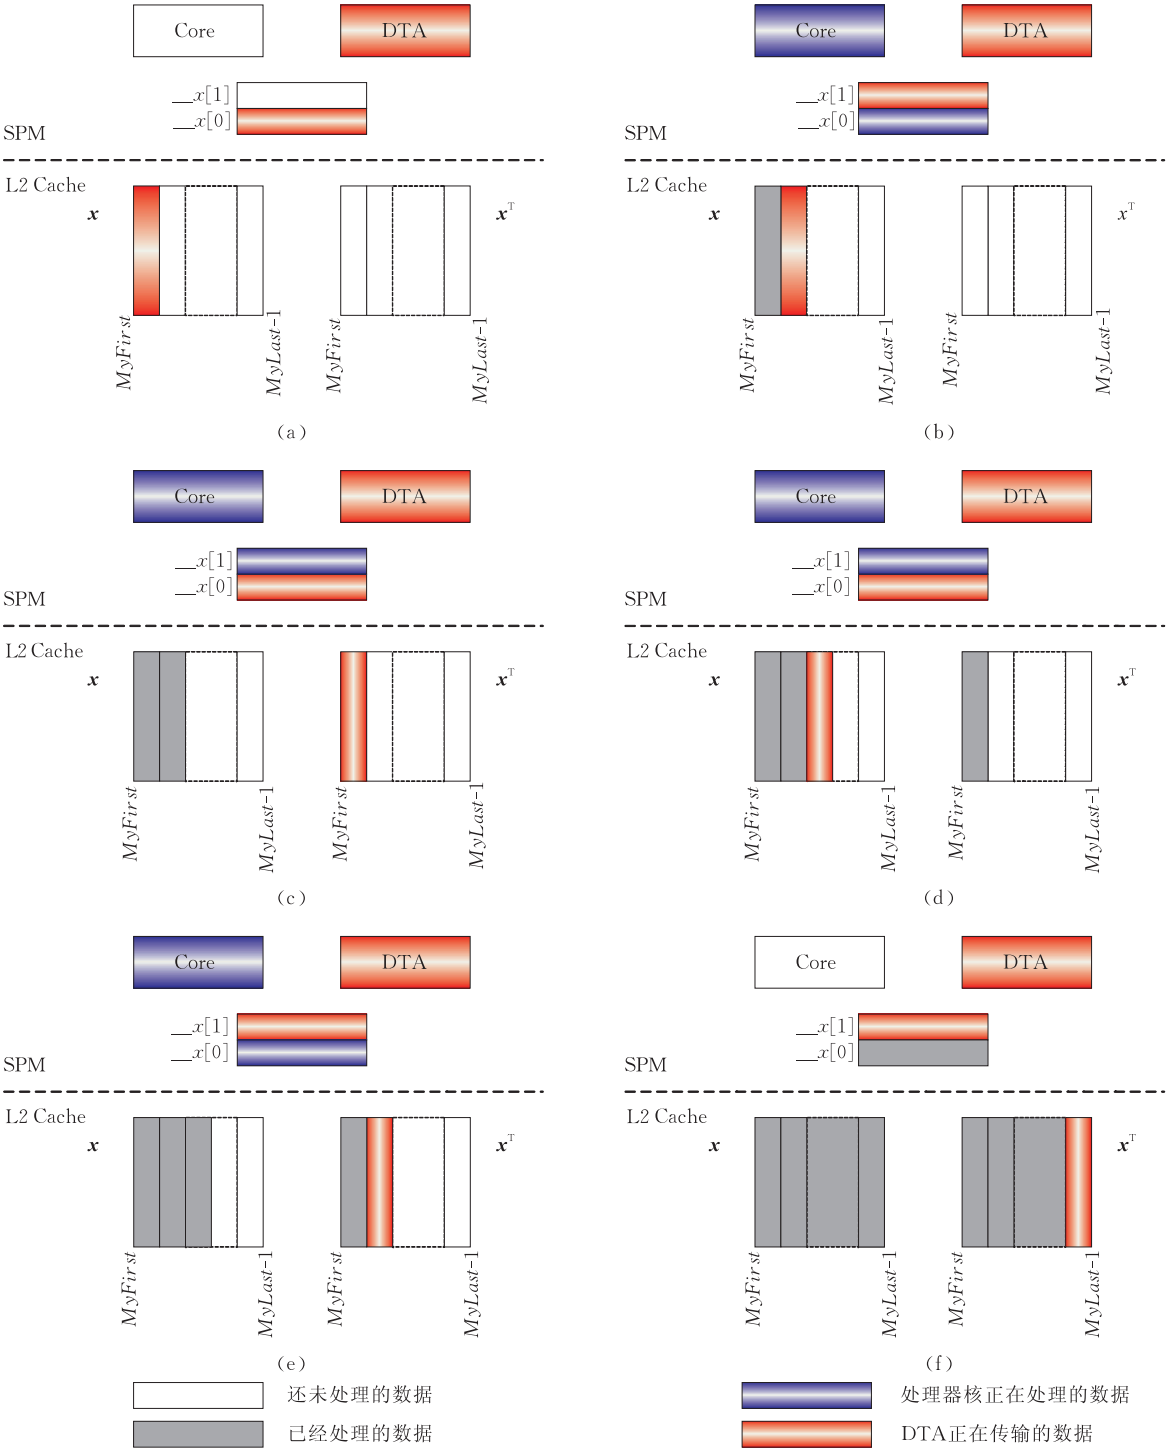 Core DTA
__x[1]
__x[0]
SPM
L2 Cache
x x^T
MyFirst MyLast-1 MyFirst MyLast-1
(a)
Core DTA
__x[1]
__x[0]
SPM
L2 Cache
x x^T
MyFirst MyLast-1 MyFirst MyLast-1
(b)
Core DTA
__x[1]
__x[0]
SPM
L2 Cache
x x^T
MyFirst MyLast-1 MyFirst MyLast-1
(c)
Core DTA
__x[1]
__x[0]
SPM
L2 Cache
x x^T
MyFirst MyLast-1 MyFirst MyLast-1
(d)
Core DTA
__x[1]
__x[0]
SPM
L2 Cache
x x^T
MyFirst MyLast-1 MyFirst MyLast-1
(e)
Core DTA
__x[1]
__x[0]
SPM
L2 Cache
x x^T
MyFirst MyLast-1 MyFirst MyLast-1
(f)
还未处理的数据
处理器核正在处理的数据
已经处理的数据
DTA正在传输的数据